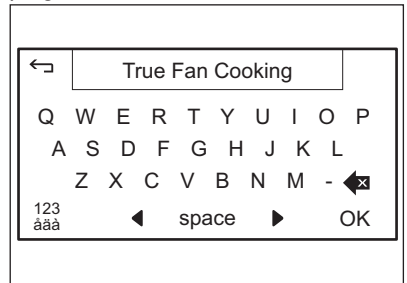 True Fan Cooking
Q W E R T Y U I O P
A S D F G H J K L
Z X C V B N M -
123
åäà
space OK